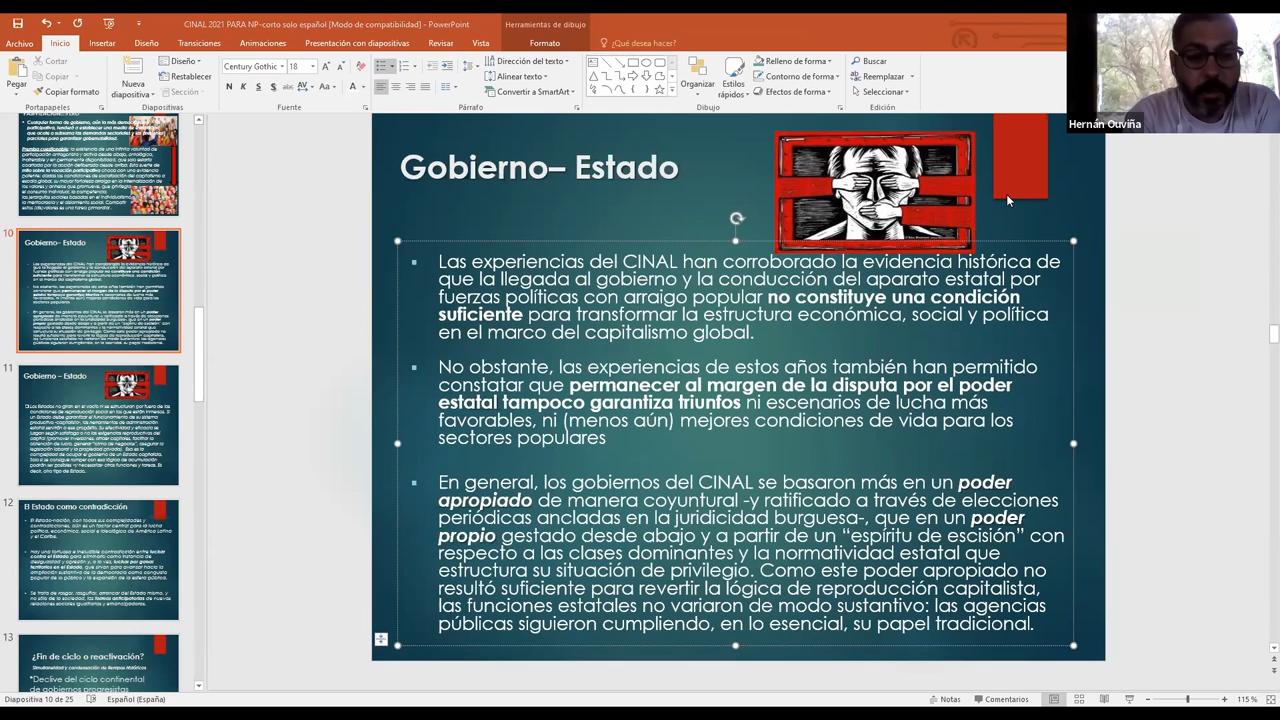 CINAL 2021 PARA NP-corto solo español [Modo de compatibilidad] - PowerPoint
Herramientas de dibujo
Archivo
Inicio
Insertar
Diseño
Transiciones
Animaciones
Presentación con diapositivas
Revisar
Vista
Formato
¿Qué desea hacer?
Pegar
Cortar
Copiar
Copiar formato
Portapapeles
Nueva
diapositiva
Diseño
Restablecer
Sección
Diapositivas
Century Gothic
18
N K S S abc AV Aa A
Fuente
Dirección del texto
Alinear texto
Convertir a SmartArt
Párrafo
Organizar
Estilos
rápidos
Relleno de forma
Contorno de forma
Efectos de forma
Dibujo
Buscar
Reemplazar
Seleccionar
Edición
Hernán Ouviña
10
Gobierno– Estado
11
Gobierno – Estado
12
El Estado como contradicción
13
¿Fin de ciclo o reactivación?
Simultaneidad y condensación de tiempos históricos
*Declive del ciclo continental
de gobiernos progresistas
Gobierno– Estado
Las experiencias del CINAL han corroborado la evidencia histórica de
que la llegada al gobierno y la conducción del aparato estatal por
fuerzas políticas con arraigo popular no constituye una condición
suficiente para transformar la estructura económica, social y política
en el marco del capitalismo global.
No obstante, las experiencias de estos años también han permitido
constatar que permanecer al margen de la disputa por el poder
estatal tampoco garantiza triunfos ni escenarios de lucha más
favorables, ni (menos aún) mejores condiciones de vida para los
sectores populares
En general, los gobiernos del CINAL se basaron más en un poder
apropiado de manera coyuntural -y ratificado a través de elecciones
periódicas ancladas en la juridicidad burguesa-, que en un poder
propio gestado desde abajo y a partir de un “espíritu de escisión” con
respecto a las clases dominantes y la normatividad estatal que
estructura su situación de privilegio. Como este poder apropiado no
resultó suficiente para revertir la lógica de reproducción capitalista,
las funciones estatales no variaron de modo sustantivo: las agencias
públicas siguieron cumpliendo, en lo esencial, su papel tradicional.
Diapositiva 10 de 25
Español (España)
Notas
Comentarios
115 %